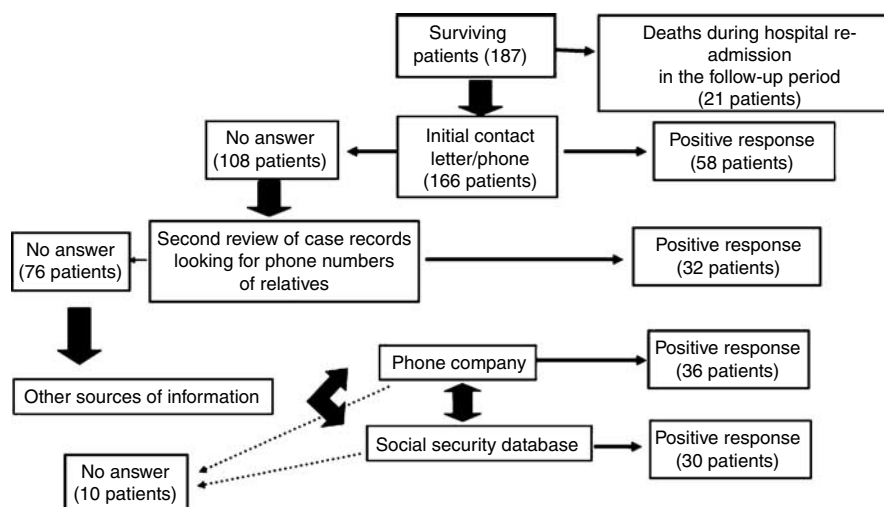 Surviving
patients (187)
Deaths during hospital re-
admission
in the follow-up period
(21 patients)
No answer
(108 patients)
Initial contact
letter/phone
(166 patients)
Positive response
(58 patients)
No answer
(76 patients)
Second review of case records
looking for phone numbers
of relatives
Positive response
(32 patients)
Phone company
Positive response
(36 patients)
Other sources of information
Social security database
Positive response
(30 patients)
No answer
(10 patients)